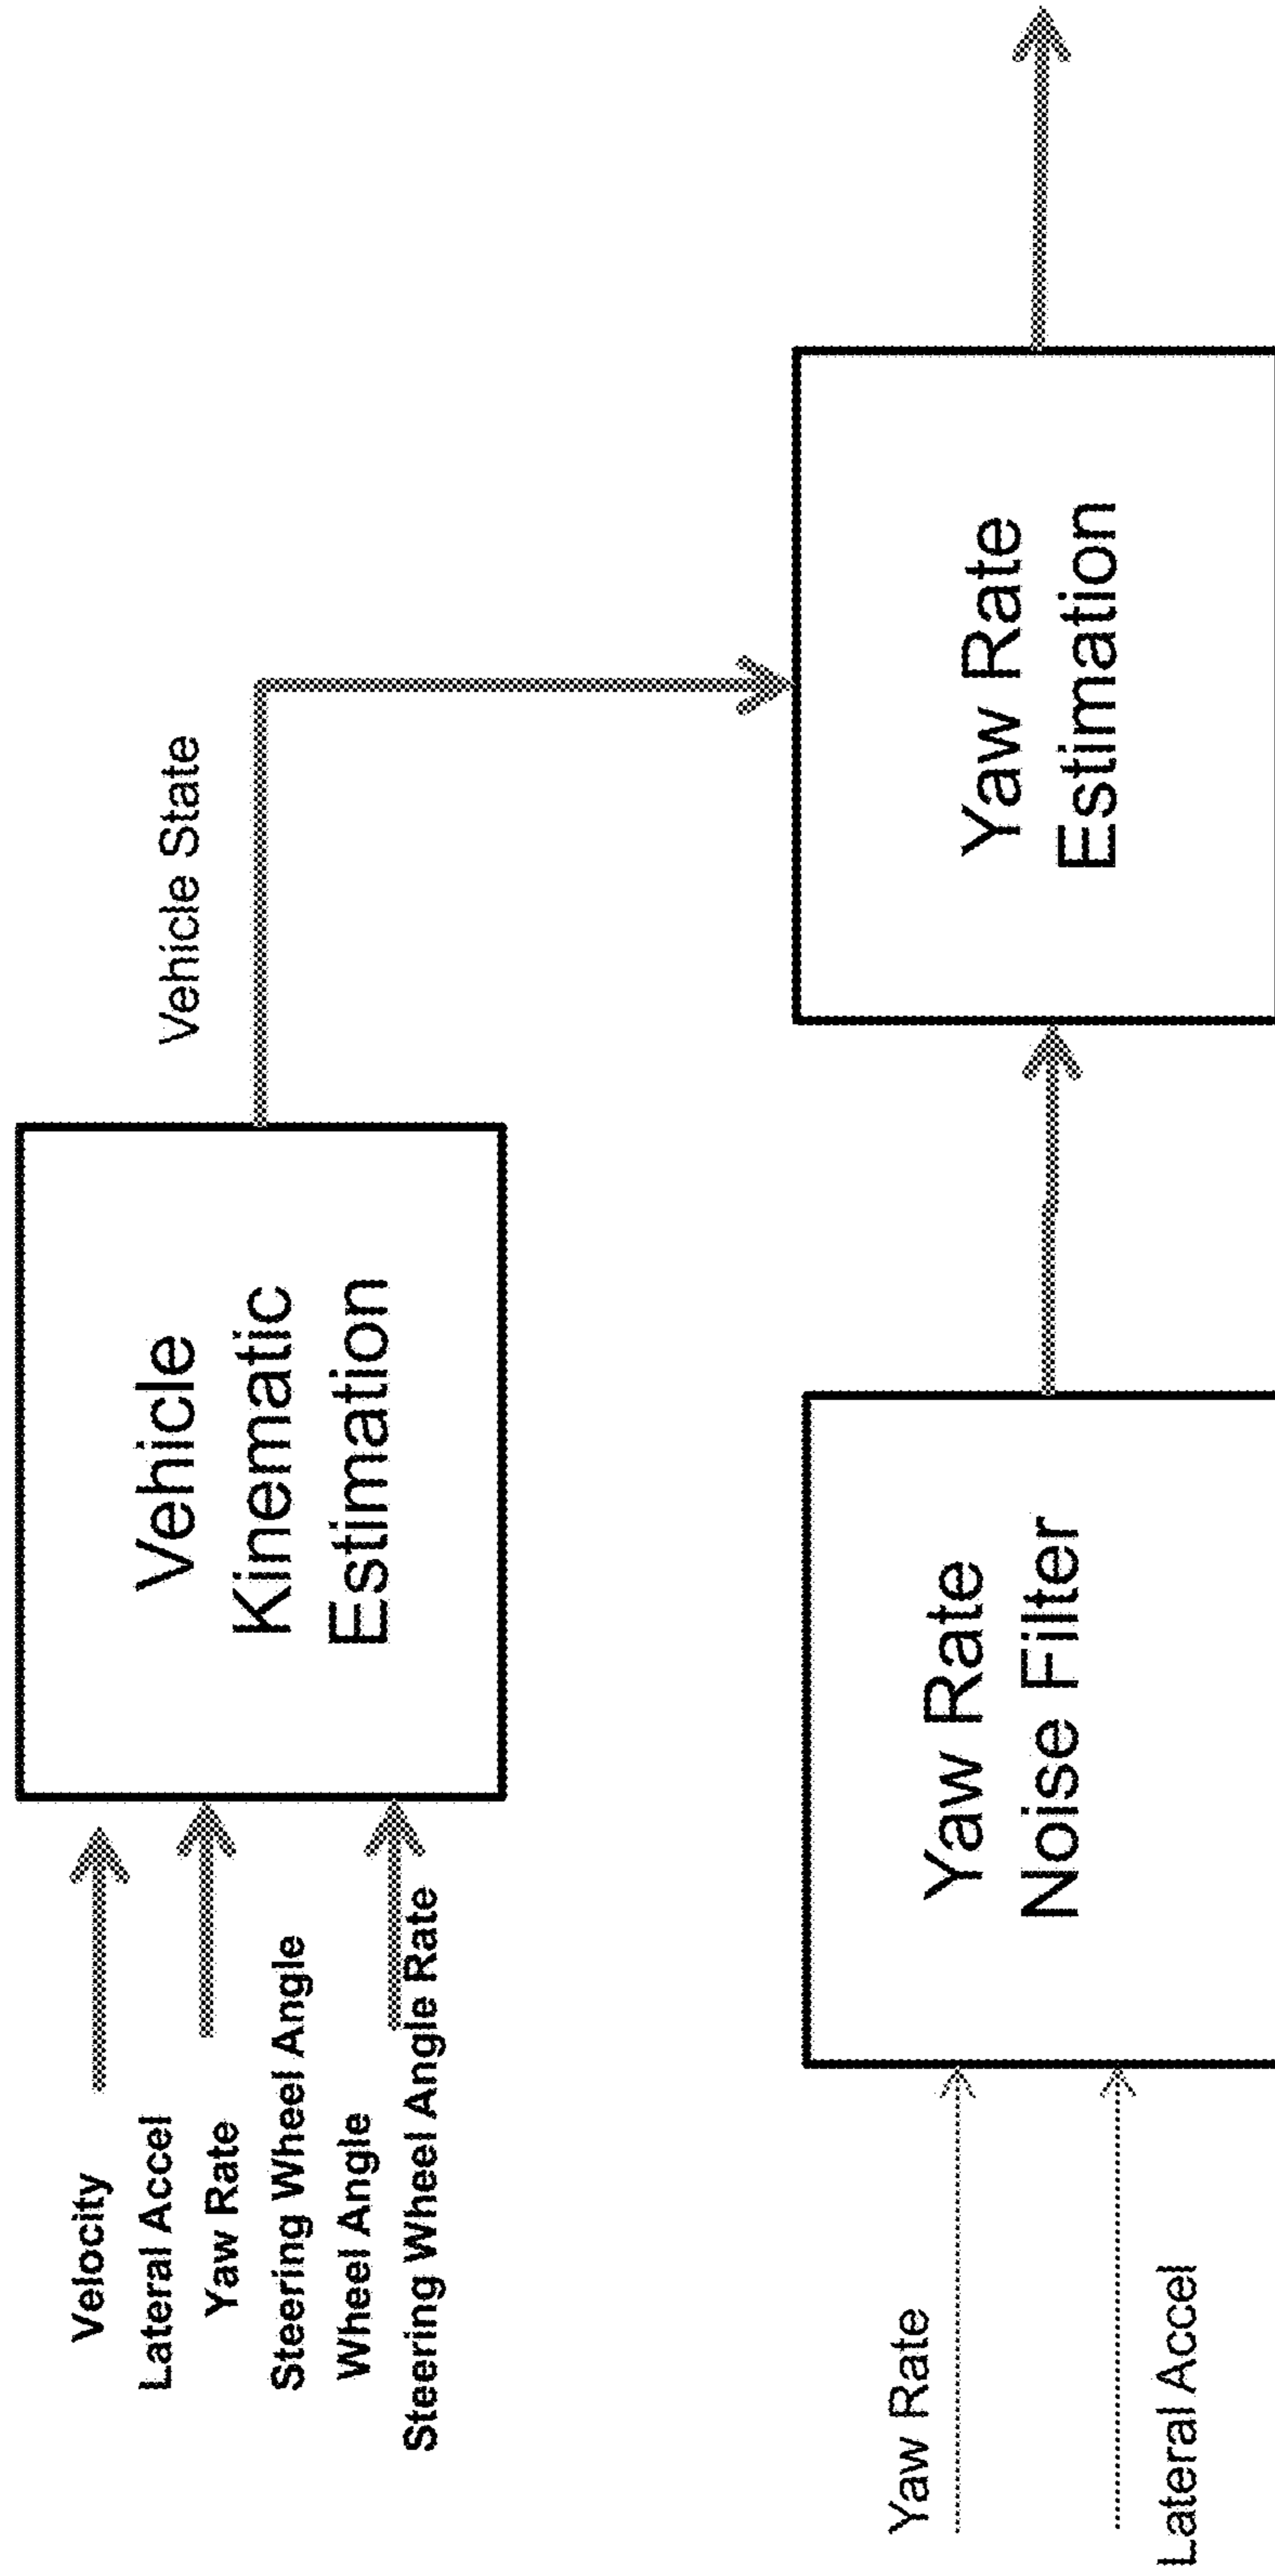 Velocity
Lateral Accel
Yaw Rate
Steering Wheel Angle
Wheel Angle
Steering Wheel Angle Rate
Vehicle
Kinematic
Estimation
Vehicle State
Yaw Rate
Lateral Accel
Yaw Rate
Noise Filter
Yaw Rate
Estimation